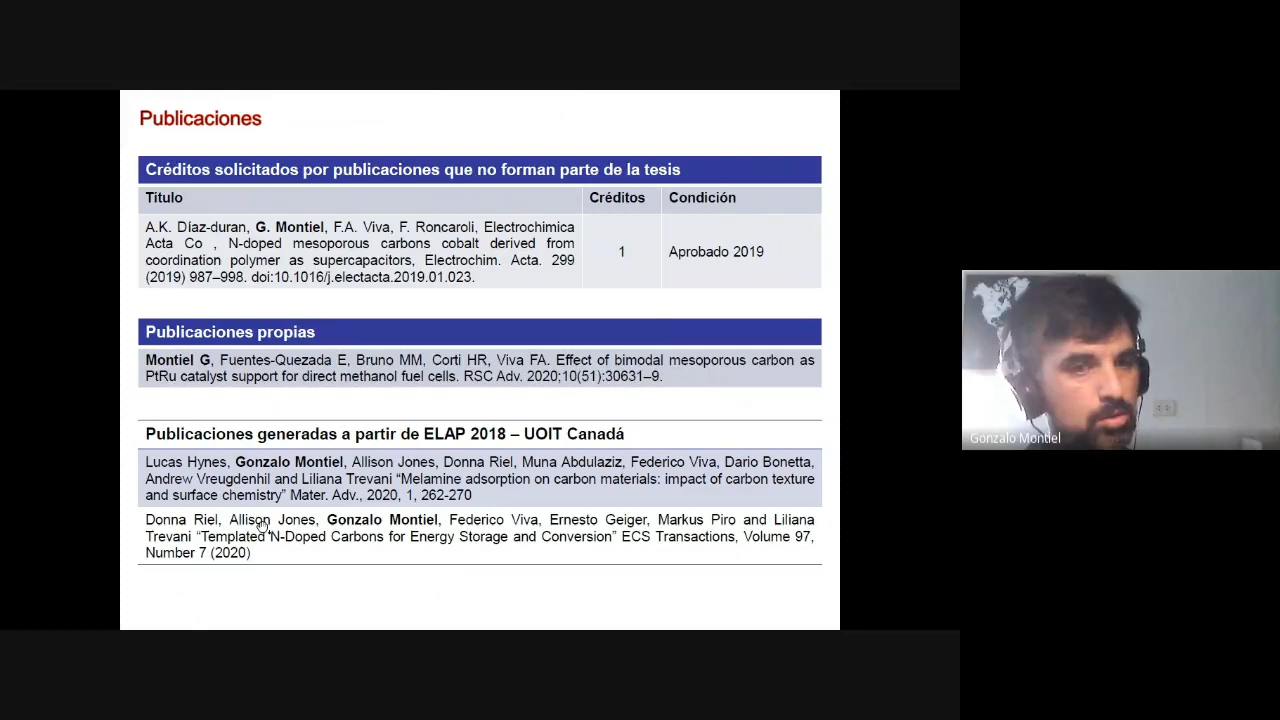 Publicaciones
Créditos solicitados por publicaciones que no forman parte de la tesis
Titulo Créditos Condición
A.K. Díaz-duran, G. Montiel, F.A. Viva, F. Roncaroli, Electrochimica
Acta Co , N-doped mesoporous carbons cobalt derived from
coordination polymer as supercapacitors, Electrochim. Acta. 299
(2019) 987–998. doi:10.1016/j.electacta.2019.01.023.
1
Aprobado 2019
Publicaciones propias
Montiel G, Fuentes-Quezada E, Bruno MM, Corti HR, Viva FA. Effect of bimodal mesoporous carbon as
PtRu catalyst support for direct methanol fuel cells. RSC Adv. 2020;10(51):30631–9.
Publicaciones generadas a partir de ELAP 2018 – UOIT Canadá
Lucas Hynes, Gonzalo Montiel, Allison Jones, Donna Riel, Muna Abdulaziz, Federico Viva, Dario Bonetta,
Andrew Vreugdenhil and Liliana Trevani “Melamine adsorption on carbon materials: impact of carbon texture
and surface chemistry” Mater. Adv., 2020, 1, 262-270
Donna Riel, Allison Jones, Gonzalo Montiel, Federico Viva, Ernesto Geiger, Markus Piro and Liliana
Trevani “Templated N-Doped Carbons for Energy Storage and Conversion” ECS Transactions, Volume 97,
Number 7 (2020)
Gonzalo Montiel